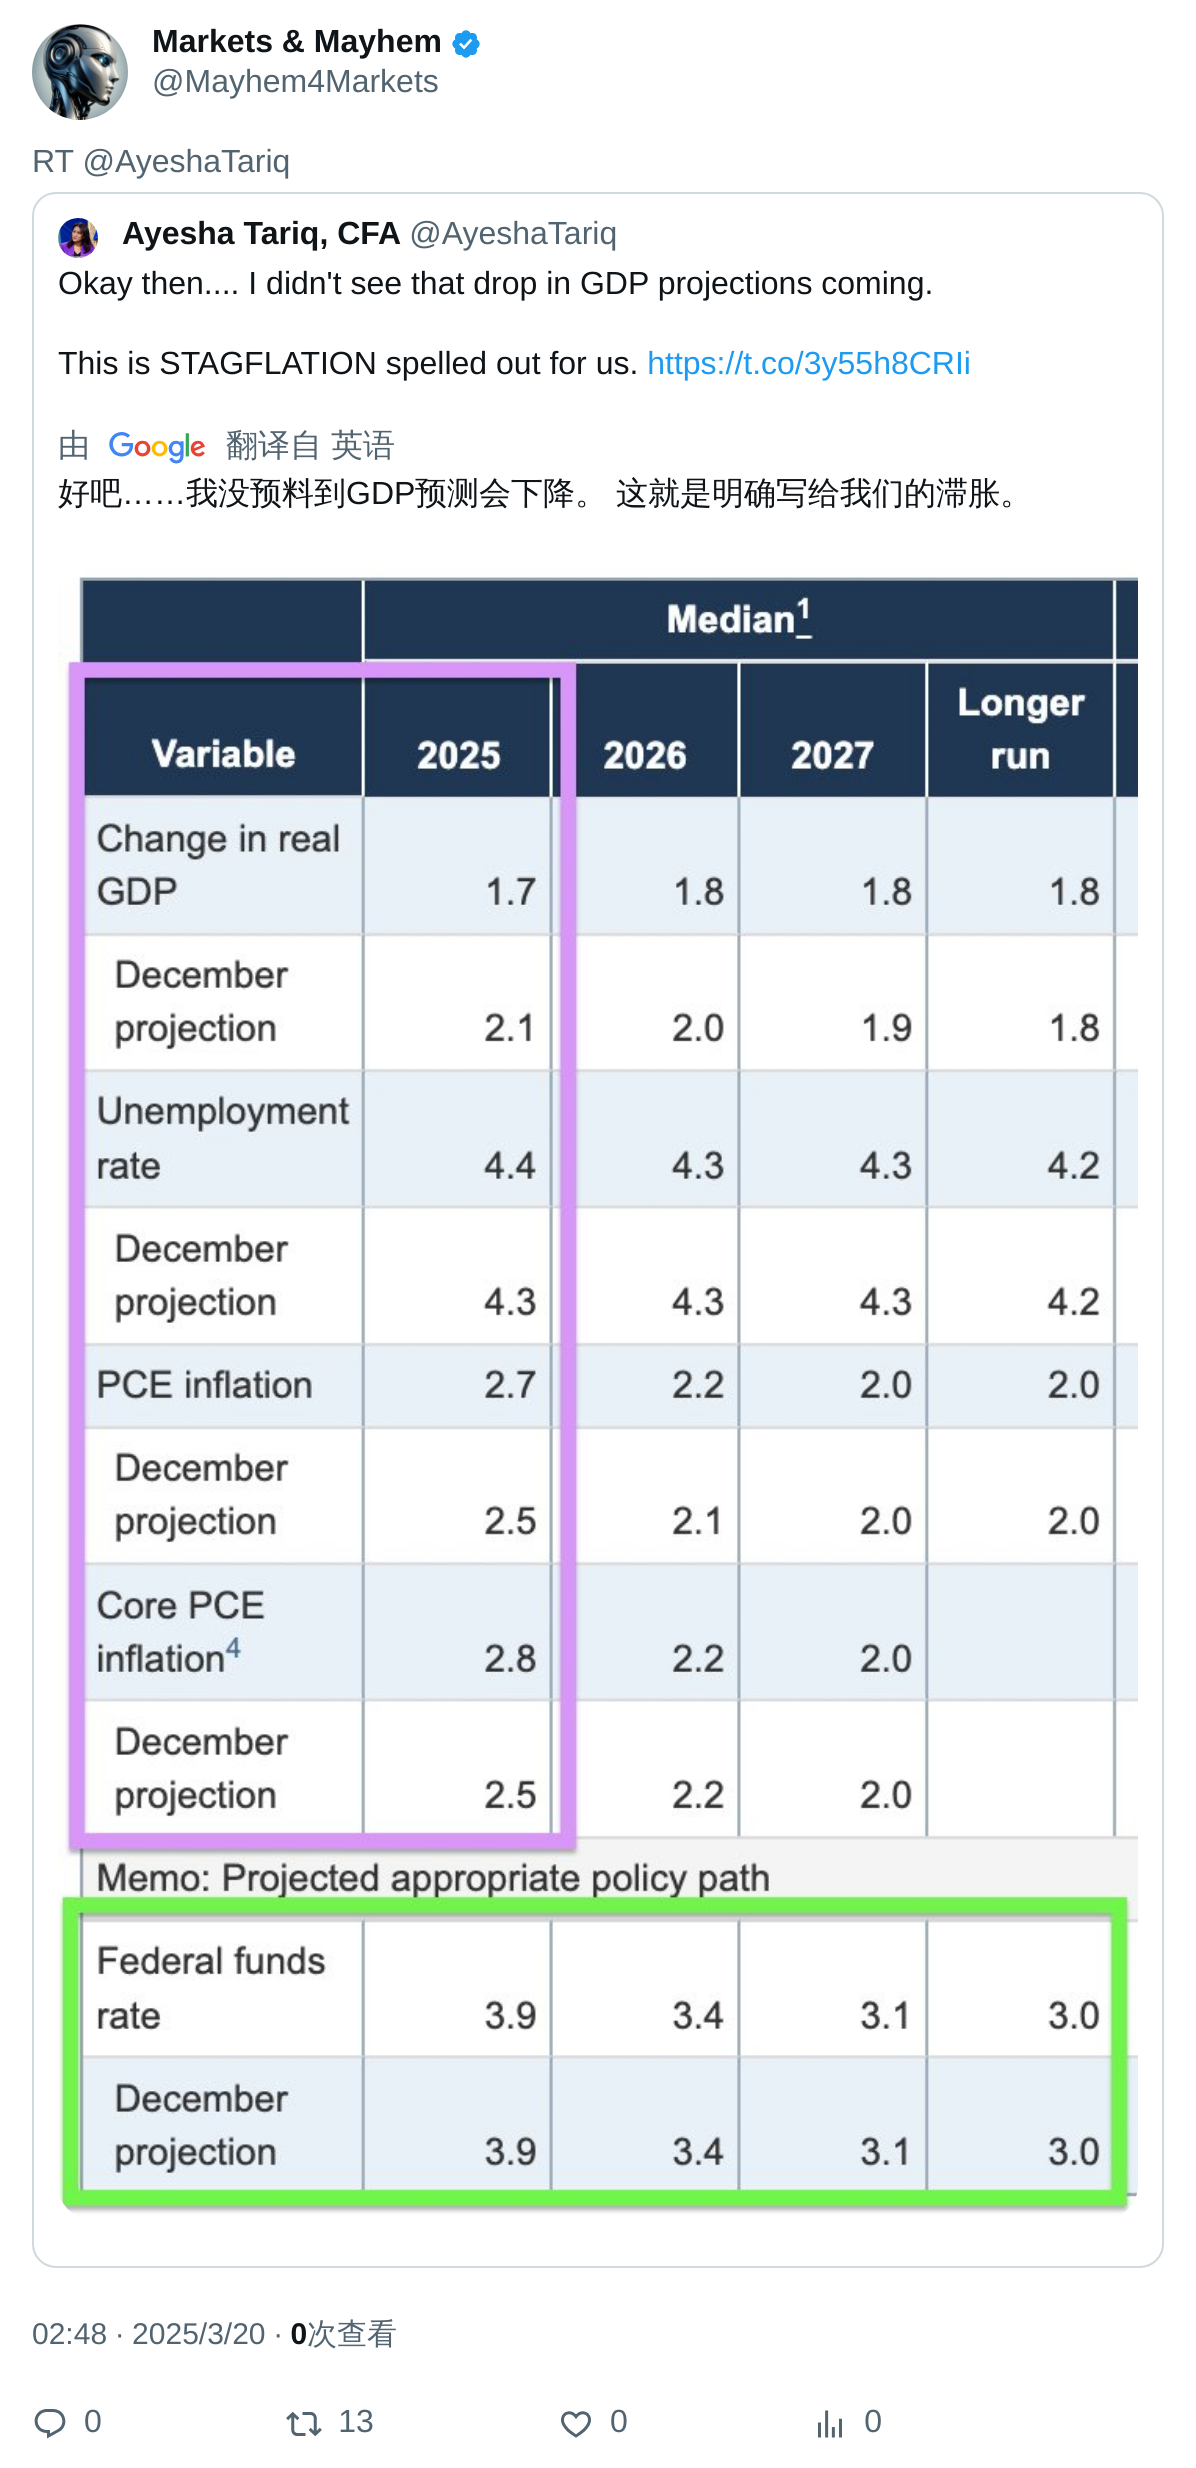 Markets & Mayhem
@Mayhem4Markets
RT @AyeshaTariq
Ayesha Tariq, CFA @AyeshaTariq
Okay then.... I didn't see that drop in GDP projections coming.
This is STAGFLATION spelled out for us. https://t.co/3y55h8CRIi
由 Google 翻译自 英语
好吧……我没预料到GDP预测会下降。 这就是明确写给我们的滞胀。
Median1
Variable 2025 2026 2027 Longer run
Change in real GDP 1.7 1.8 1.8 1.8
December projection 2.1 2.0 1.9 1.8
Unemployment rate 4.4 4.3 4.3 4.2
December projection 4.3 4.3 4.3 4.2
PCE inflation 2.7 2.2 2.0 2.0
December projection 2.5 2.1 2.0 2.0
Core PCE inflation4 2.8 2.2 2.0
December projection 2.5 2.2 2.0
Memo: Projected appropriate policy path
Federal funds rate 3.9 3.4 3.1 3.0
December projection 3.9 3.4 3.1 3.0
02:48 · 2025/3/20 · 0次查看
0 13 0 0